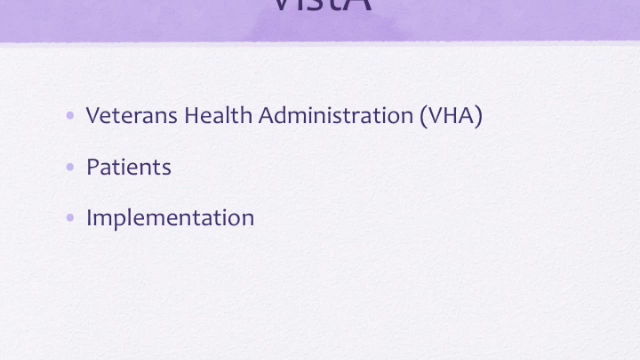 VistA
Veterans Health Administration (VHA)
Patients
Implementation